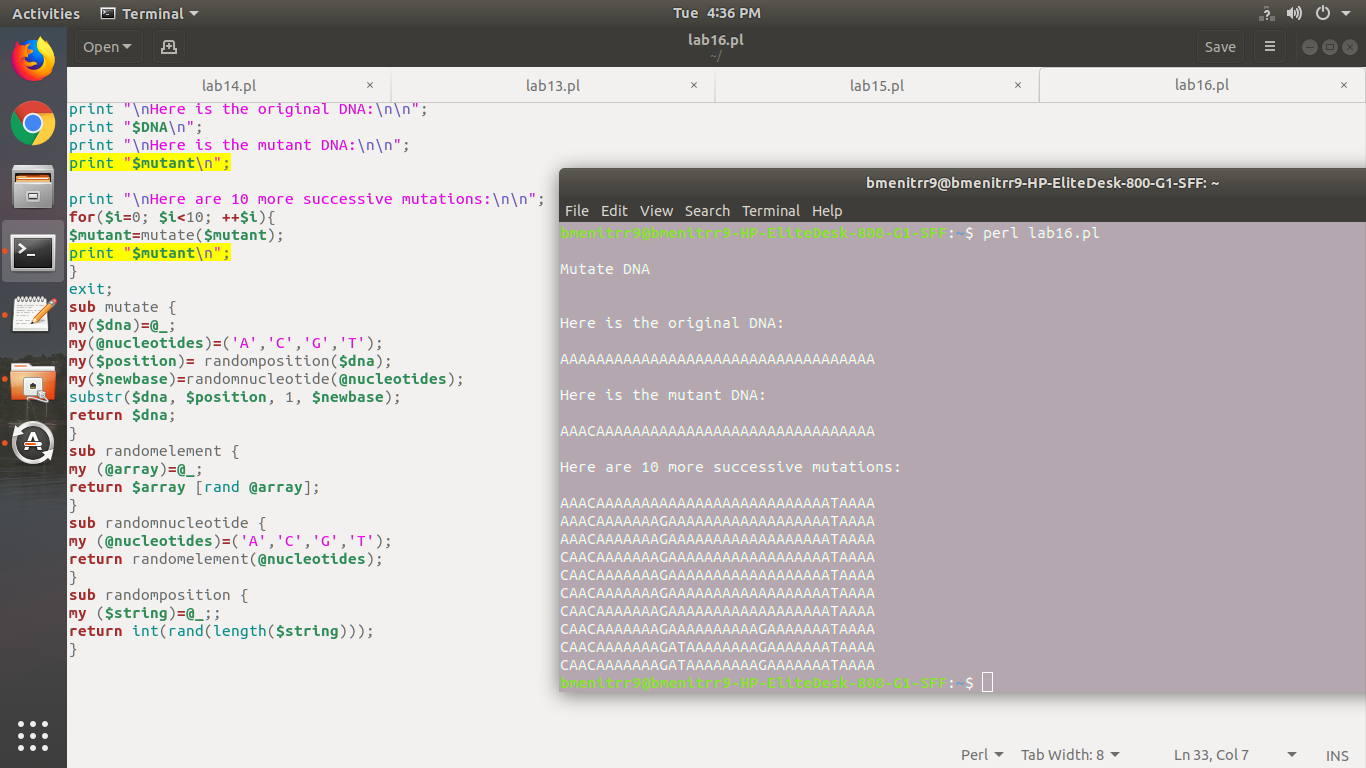 Activities
Terminal
Tue 4:36 PM
Open
lab16.pl
~/
Save
lab14.pl ×
lab13.pl ×
lab15.pl ×
lab16.pl ×
print "\nHere is the original DNA:\n\n";
print "$DNA\n";
print "\nHere is the mutant DNA:\n\n";
print "$mutant\n";
print "\nHere are 10 more successive mutations:\n\n";
for($i=0; $i<10; ++$i){
$mutant=mutate($mutant);
print "$mutant\n";
}
exit;
sub mutate {
my($dna)=@_;
my(@nucleotides)=('A','C','G','T');
my($position)= randomposition($dna);
my($newbase)=randomnucleotide(@nucleotides);
substr($dna, $position, 1, $newbase);
return $dna;
}
sub randomelement {
my (@array)=@_;
return $array [rand @array];
}
sub randomnucleotide {
my (@nucleotides)=('A','C','G','T');
return randomelement(@nucleotides);
}
sub randomposition {
my ($string)=@_;;
return int(rand(length($string)));
}
bmenitrr9@bmenitrr9-HP-EliteDesk-800-G1-SFF: ~
File Edit View Search Terminal Help
bmenitrr9@bmenitrr9-HP-EliteDesk-800-G1-SFF:~$ perl lab16.pl
Mutate DNA
Here is the original DNA:
AAAAAAAAAAAAAAAAAAAAAAAAAAAAAAAAAAA
Here is the mutant DNA:
AAACAAAAAAAAAAAAAAAAAAAAAAAAAAAAAAA
Here are 10 more successive mutations:
AAACAAAAAAAAAAAAAAAAAAAAAAAAAATAAAA
AAACAAAAAAAGAAAAAAAAAAAAAAAAAATAAAA
AAACAAAAAAAGAAAAAAAAAAAAAAAAAATAAAA
CAACAAAAAAAGAAAAAAAAAAAAAAAAAATAAAA
CAACAAAAAAAGAAAAAAAAAAAAAAAAAATAAAA
CAACAAAAAAAGAAAAAAAAAAAAAAAAAATAAAA
CAACAAAAAAAGAAAAAAAAAAAAAAAAAATAAAA
CAACAAAAAAAGAAAAAAAAAAGAAAAAAATAAAA
CAACAAAAAAAGATAAAAAAAAGAAAAAAATAAAA
CAACAAAAAAAGATAAAAAAAAGAAAAAAATAAAA
bmenitrr9@bmenitrr9-HP-EliteDesk-800-G1-SFF:~$
Perl
Tab Width: 8
Ln 33, Col 7
INS